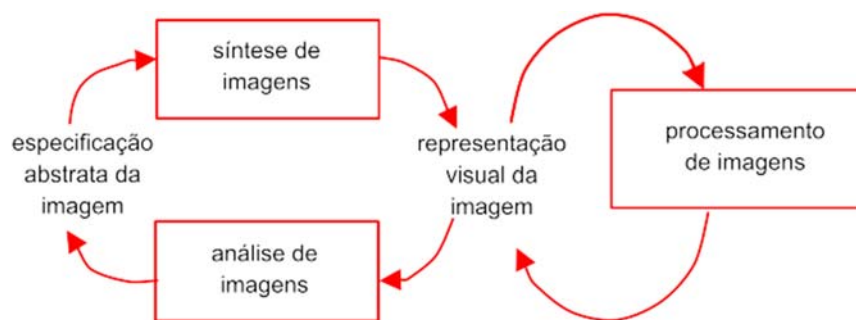 síntese de
imagens
especificação
abstrata da
imagem
representação
visual da
imagem
processamento
de imagens
análise de
imagens